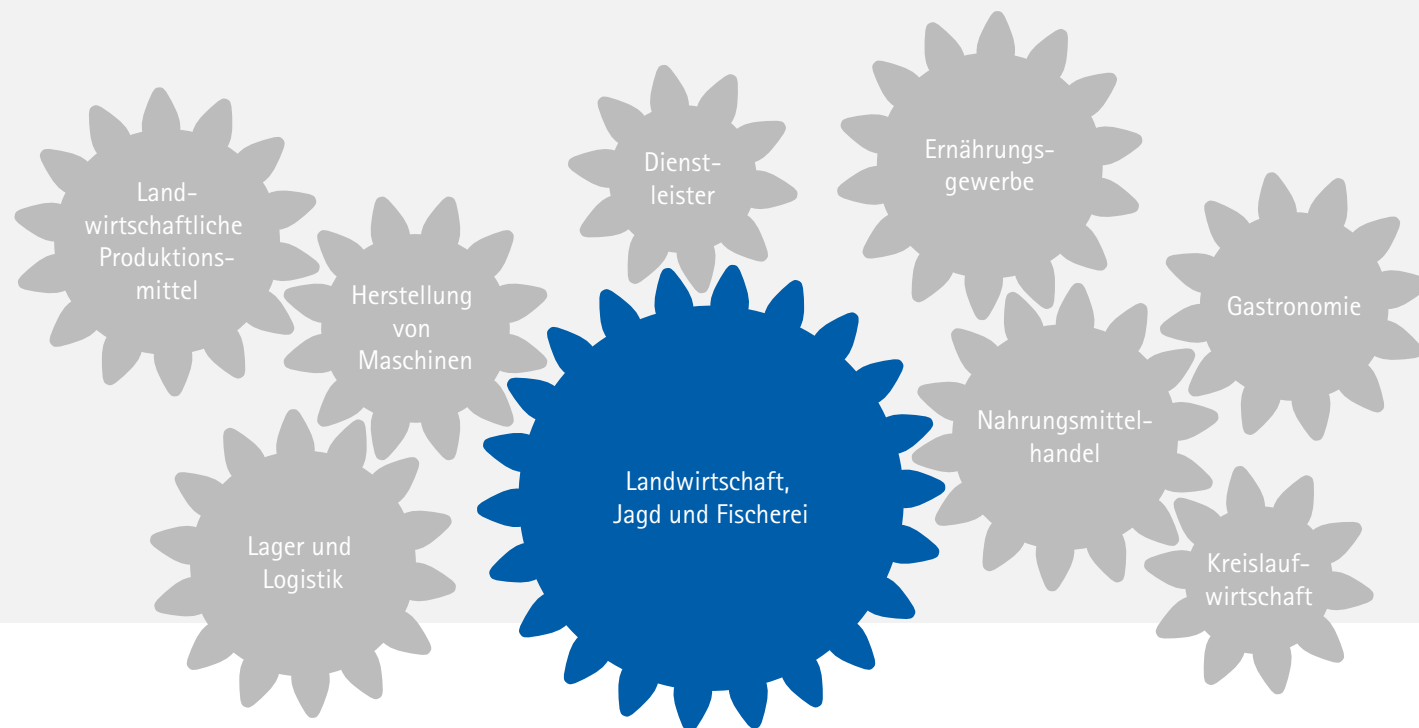 Land-
wirtschaftliche
Produktions-
mittel
Herstellung
von
Maschinen
Lager und
Logistik
Dienst-
leister
Landwirtschaft,
Jagd und Fischerei
Ernährungs-
gewerbe
Nahrungsmittel-
handel
Gastronomie
Kreislauf-
wirtschaft